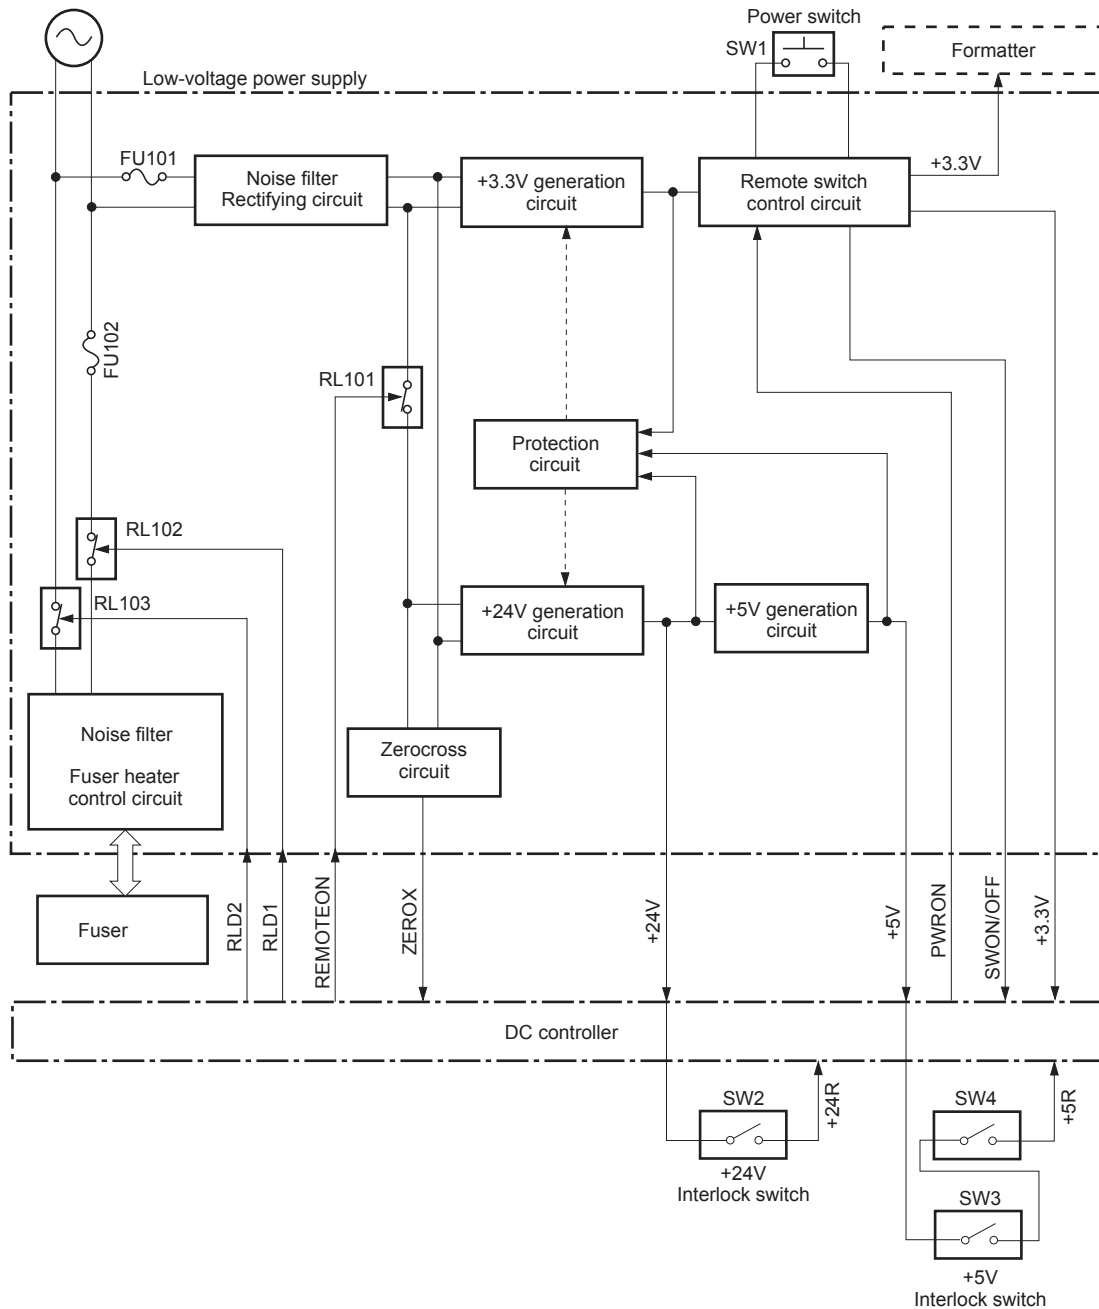 Power switch
SW1
Formatter
Low-voltage power supply
FU101
Noise filter
Rectifying circuit
+3.3V generation
circuit
Remote switch
control circuit
+3.3V
FU102
RL101
Protection
circuit
RL102
RL103
+24V generation
circuit
+5V generation
circuit
Noise filter
Fuser heater
control circuit
Zerocross
circuit
Fuser
RLD2
RLD1
REMOTEON
ZEROX
+24V
+5V
PWRON
SWON/OFF
+3.3V
DC controller
SW2
+24R
SW4
+5R
+24V
Interlock switch
SW3
+5V
Interlock switch